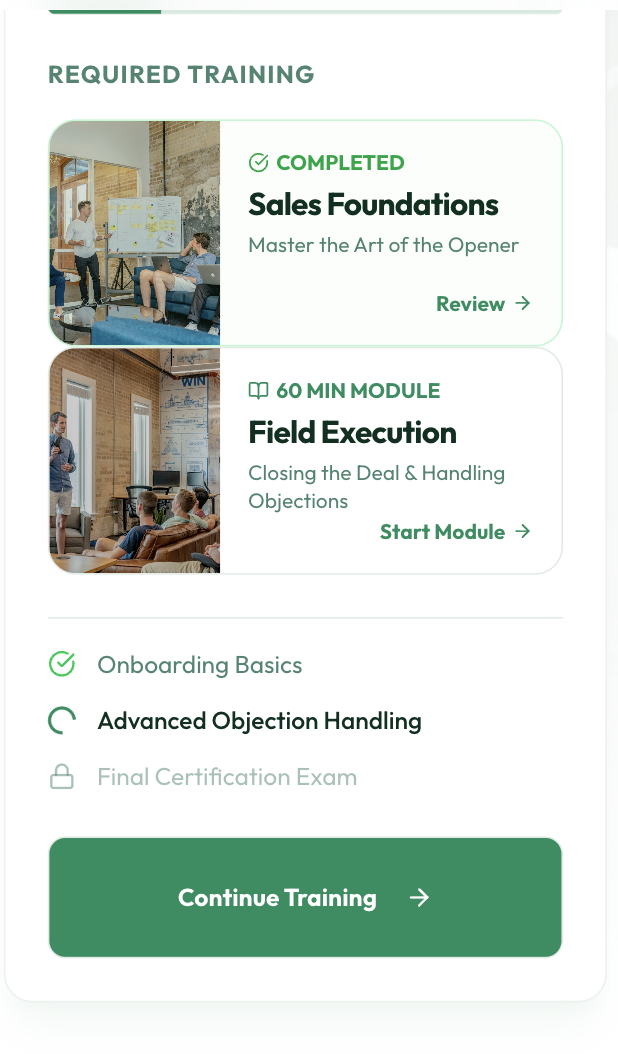 REQUIRED TRAINING
COMPLETED
Sales Foundations
Master the Art of the Opener
Review
WIN
60 MIN MODULE
Field Execution
Closing the Deal & Handling
Objections
Start Module
Onboarding Basics
Advanced Objection Handling
Final Certification Exam
Continue Training